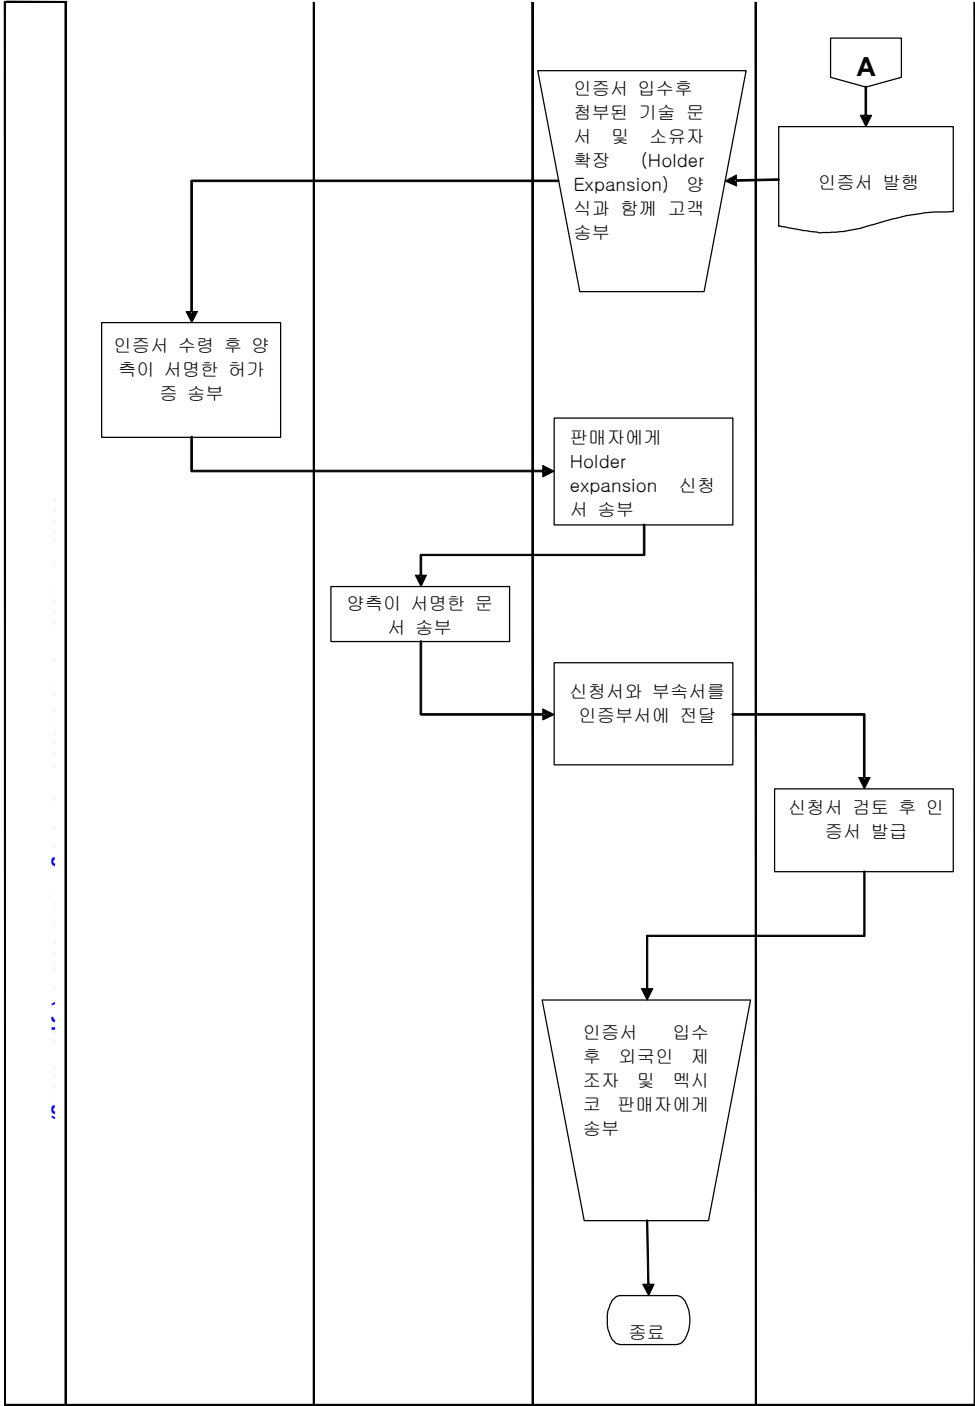 A
인증서 발행
인증서 입수후
첨부된 기술 문
서 및 소유자
확장 (Holder
Expansion) 양
식과 함께 고객
송부
인증서 수령 후 양
측이 서명한 허가
증 송부
판매자에게
Holder
expansion 신청
서 송부
양측이 서명한 문
서 송부
신청서와 부속서를
인증부서에 전달
신청서 검토 후 인
증서 발급
인증서 입수
후 외국인 제
조자 및 멕시
코 판매자에게
송부
종료